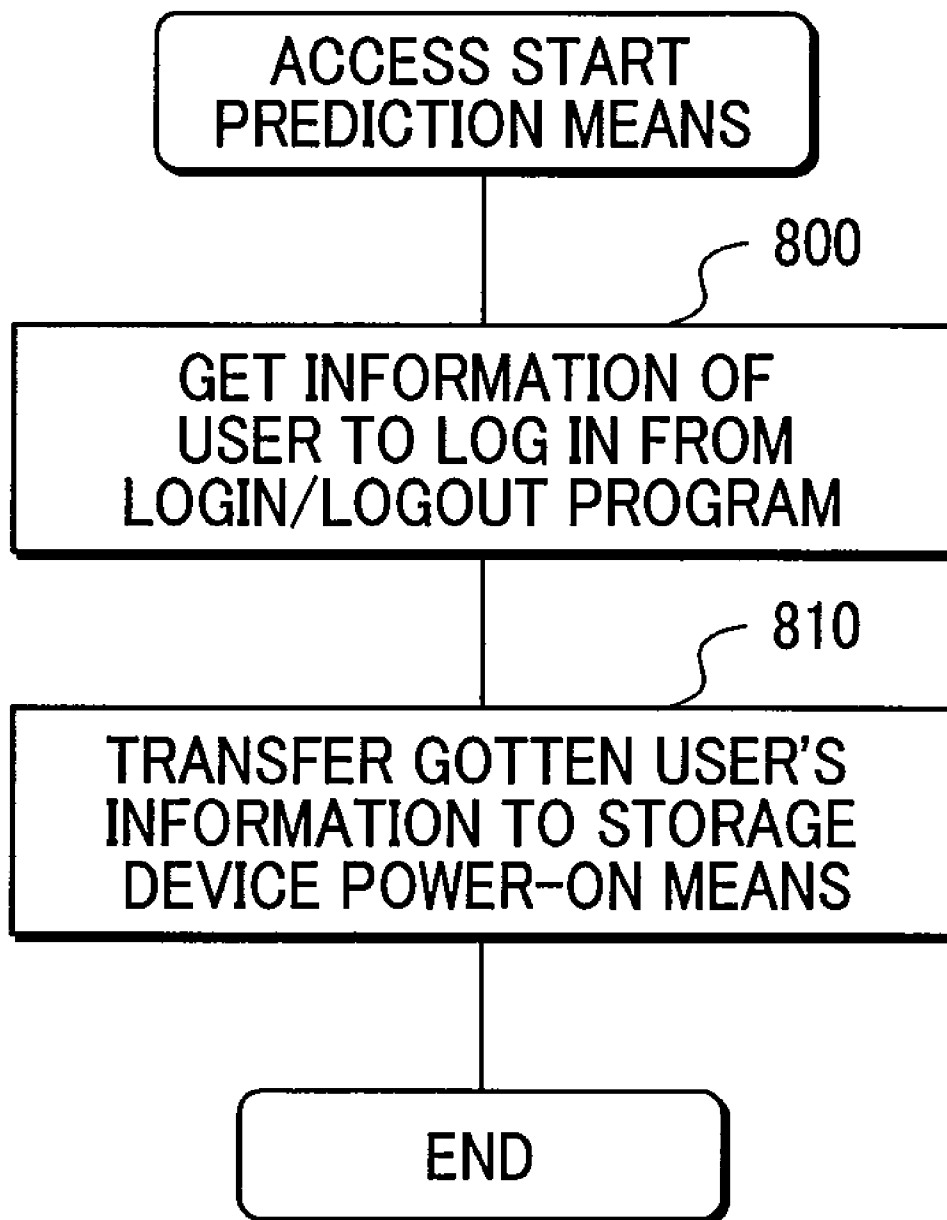 ACCESS START
PREDICTION MEANS
800
GET INFORMATION OF
USER TO LOG IN FROM
LOGIN/LOGOUT PROGRAM
810
TRANSFER GOTTEN USER'S
INFORMATION TO STORAGE
DEVICE POWER-ON MEANS
END